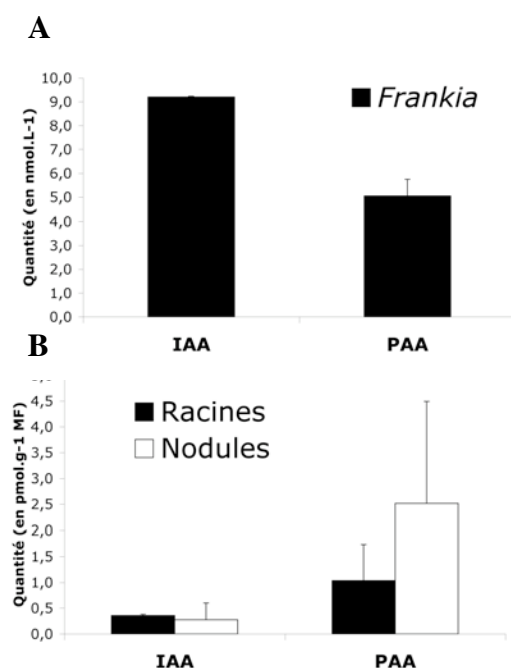 A
Quantité (en nmol.L-1)
10,0
9,0
8,0
7,0
6,0
5,0
4,0
3,0
2,0
1,0
0,0
Frankia
IAA
PAA
B
Quantité (en pmol.g-1 MF)
5,0
4,5
4,0
3,5
3,0
2,5
2,0
1,5
1,0
0,5
0,0
Racines
Nodules
IAA
PAA